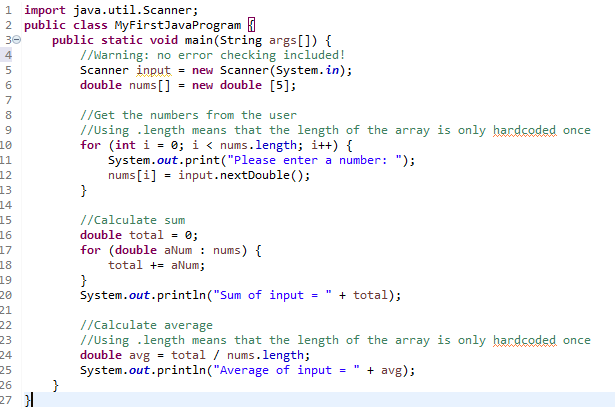 1 import java.util.Scanner;
2 public class MyFirstJavaProgram {
3 public static void main(String args[]) {
4 //Warning: no error checking included!
5 Scanner input = new Scanner(System.in);
6 double nums[] = new double [5];
7
8 //Get the numbers from the user
9 //Using .length means that the length of the array is only hardcoded once
10 for (int i = 0; i < nums.length; i++) {
11 System.out.print("Please enter a number: ");
12 nums[i] = input.nextDouble();
13 }
14
15 //Calculate sum
16 double total = 0;
17 for (double aNum : nums) {
18 total += aNum;
19 }
20 System.out.println("Sum of input = " + total);
21
22 //Calculate average
23 //Using .length means that the length of the array is only hardcoded once
24 double avg = total / nums.length;
25 System.out.println("Average of input = " + avg);
26 }
27 }